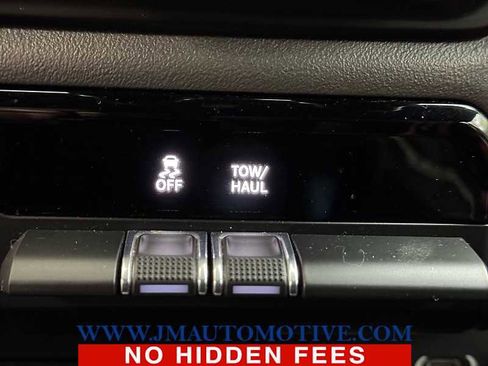 OFF
TOW/
HAUL
WWW.JMAUTOMOTIVE.COM
NO HIDDEN FEES